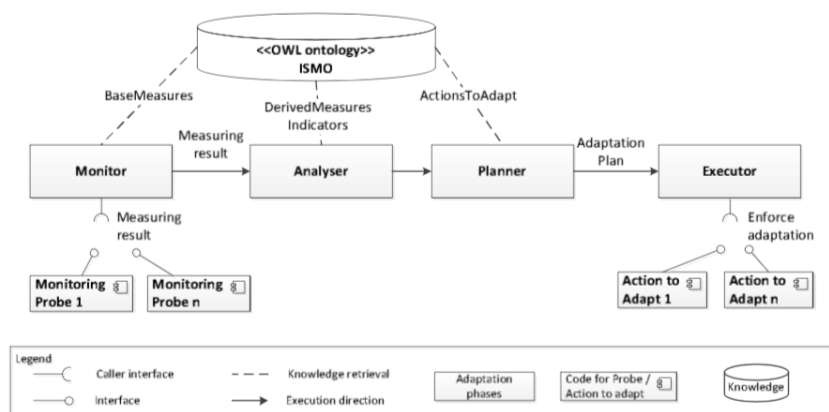 <<OWL ontology>>
ISMO
BaseMeasures
DerivedMeasures
Indicators
ActionsToAdapt
Measuring
result
Adaptation
Plan
Monitor
Analyser
Planner
Executor
Measuring
result
Enforce
adaptation
Monitoring
Probe 1
Monitoring
Probe n
Action to
Adapt 1
Action to
Adapt n
Legend
Caller interface
Knowledge retrieval
Interface
Execution direction
Adaptation
phases
Code for Probe /
Action to adapt
Knowledge